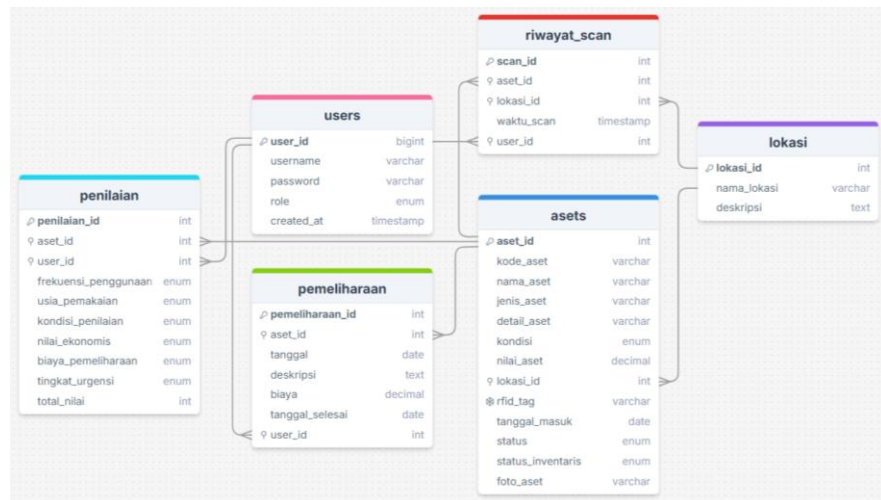 riwayat_scan
scan_id int
aset_id int
lokasi_id int
waktu_scan timestamp
user_id int
users
user_id bigint
username varchar
password varchar
role enum
created_at timestamp
lokasi
lokasi_id int
nama_lokasi varchar
deskripsi text
penilaian
penilaian_id int
aset_id int
user_id int
frekuensi_penggunaan enum
usia_pemakaian enum
kondisi_penilaian enum
nilai_ekonomis enum
biaya_pemeliharaan enum
tingkat_urgensi enum
total_nilai int
pemeliharaan
pemeliharaan_id int
aset_id int
tanggal date
deskripsi text
biaya decimal
tanggal_selesai date
user_id int
asets
aset_id int
kode_aset varchar
nama_aset varchar
jenis_aset varchar
detail_aset varchar
kondisi enum
nilai_aset decimal
lokasi_id int
rfid_tag varchar
tanggal_masuk date
status enum
status_inventaris enum
foto_aset varchar